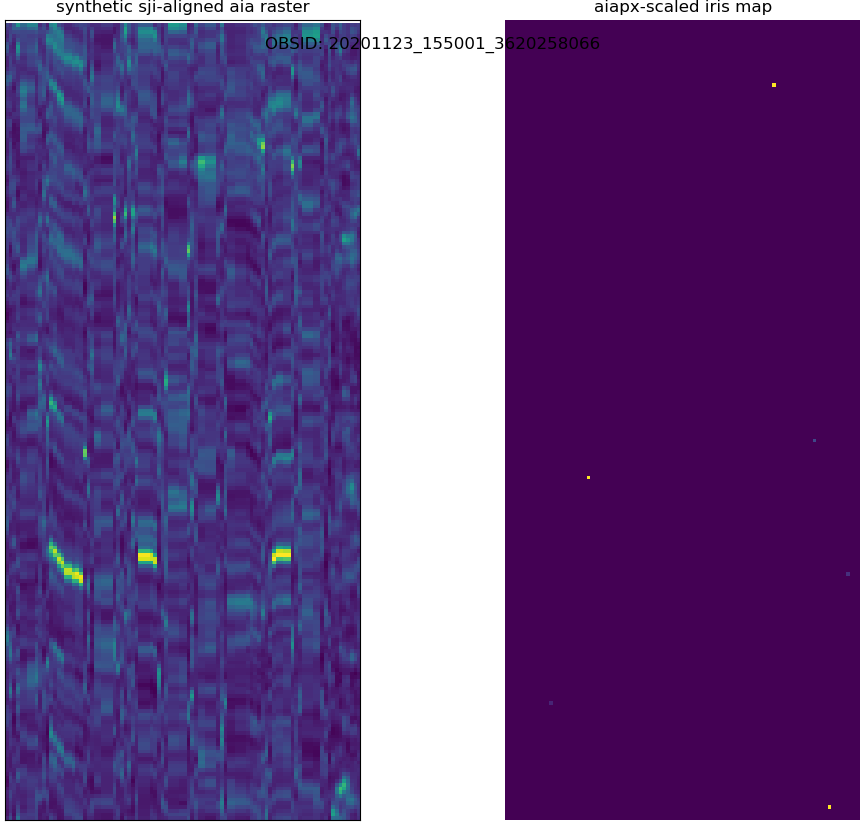 synthetic sji-aligned aia raster
aiapx-scaled iris map
OBSID: 20201123_155001_3620258066